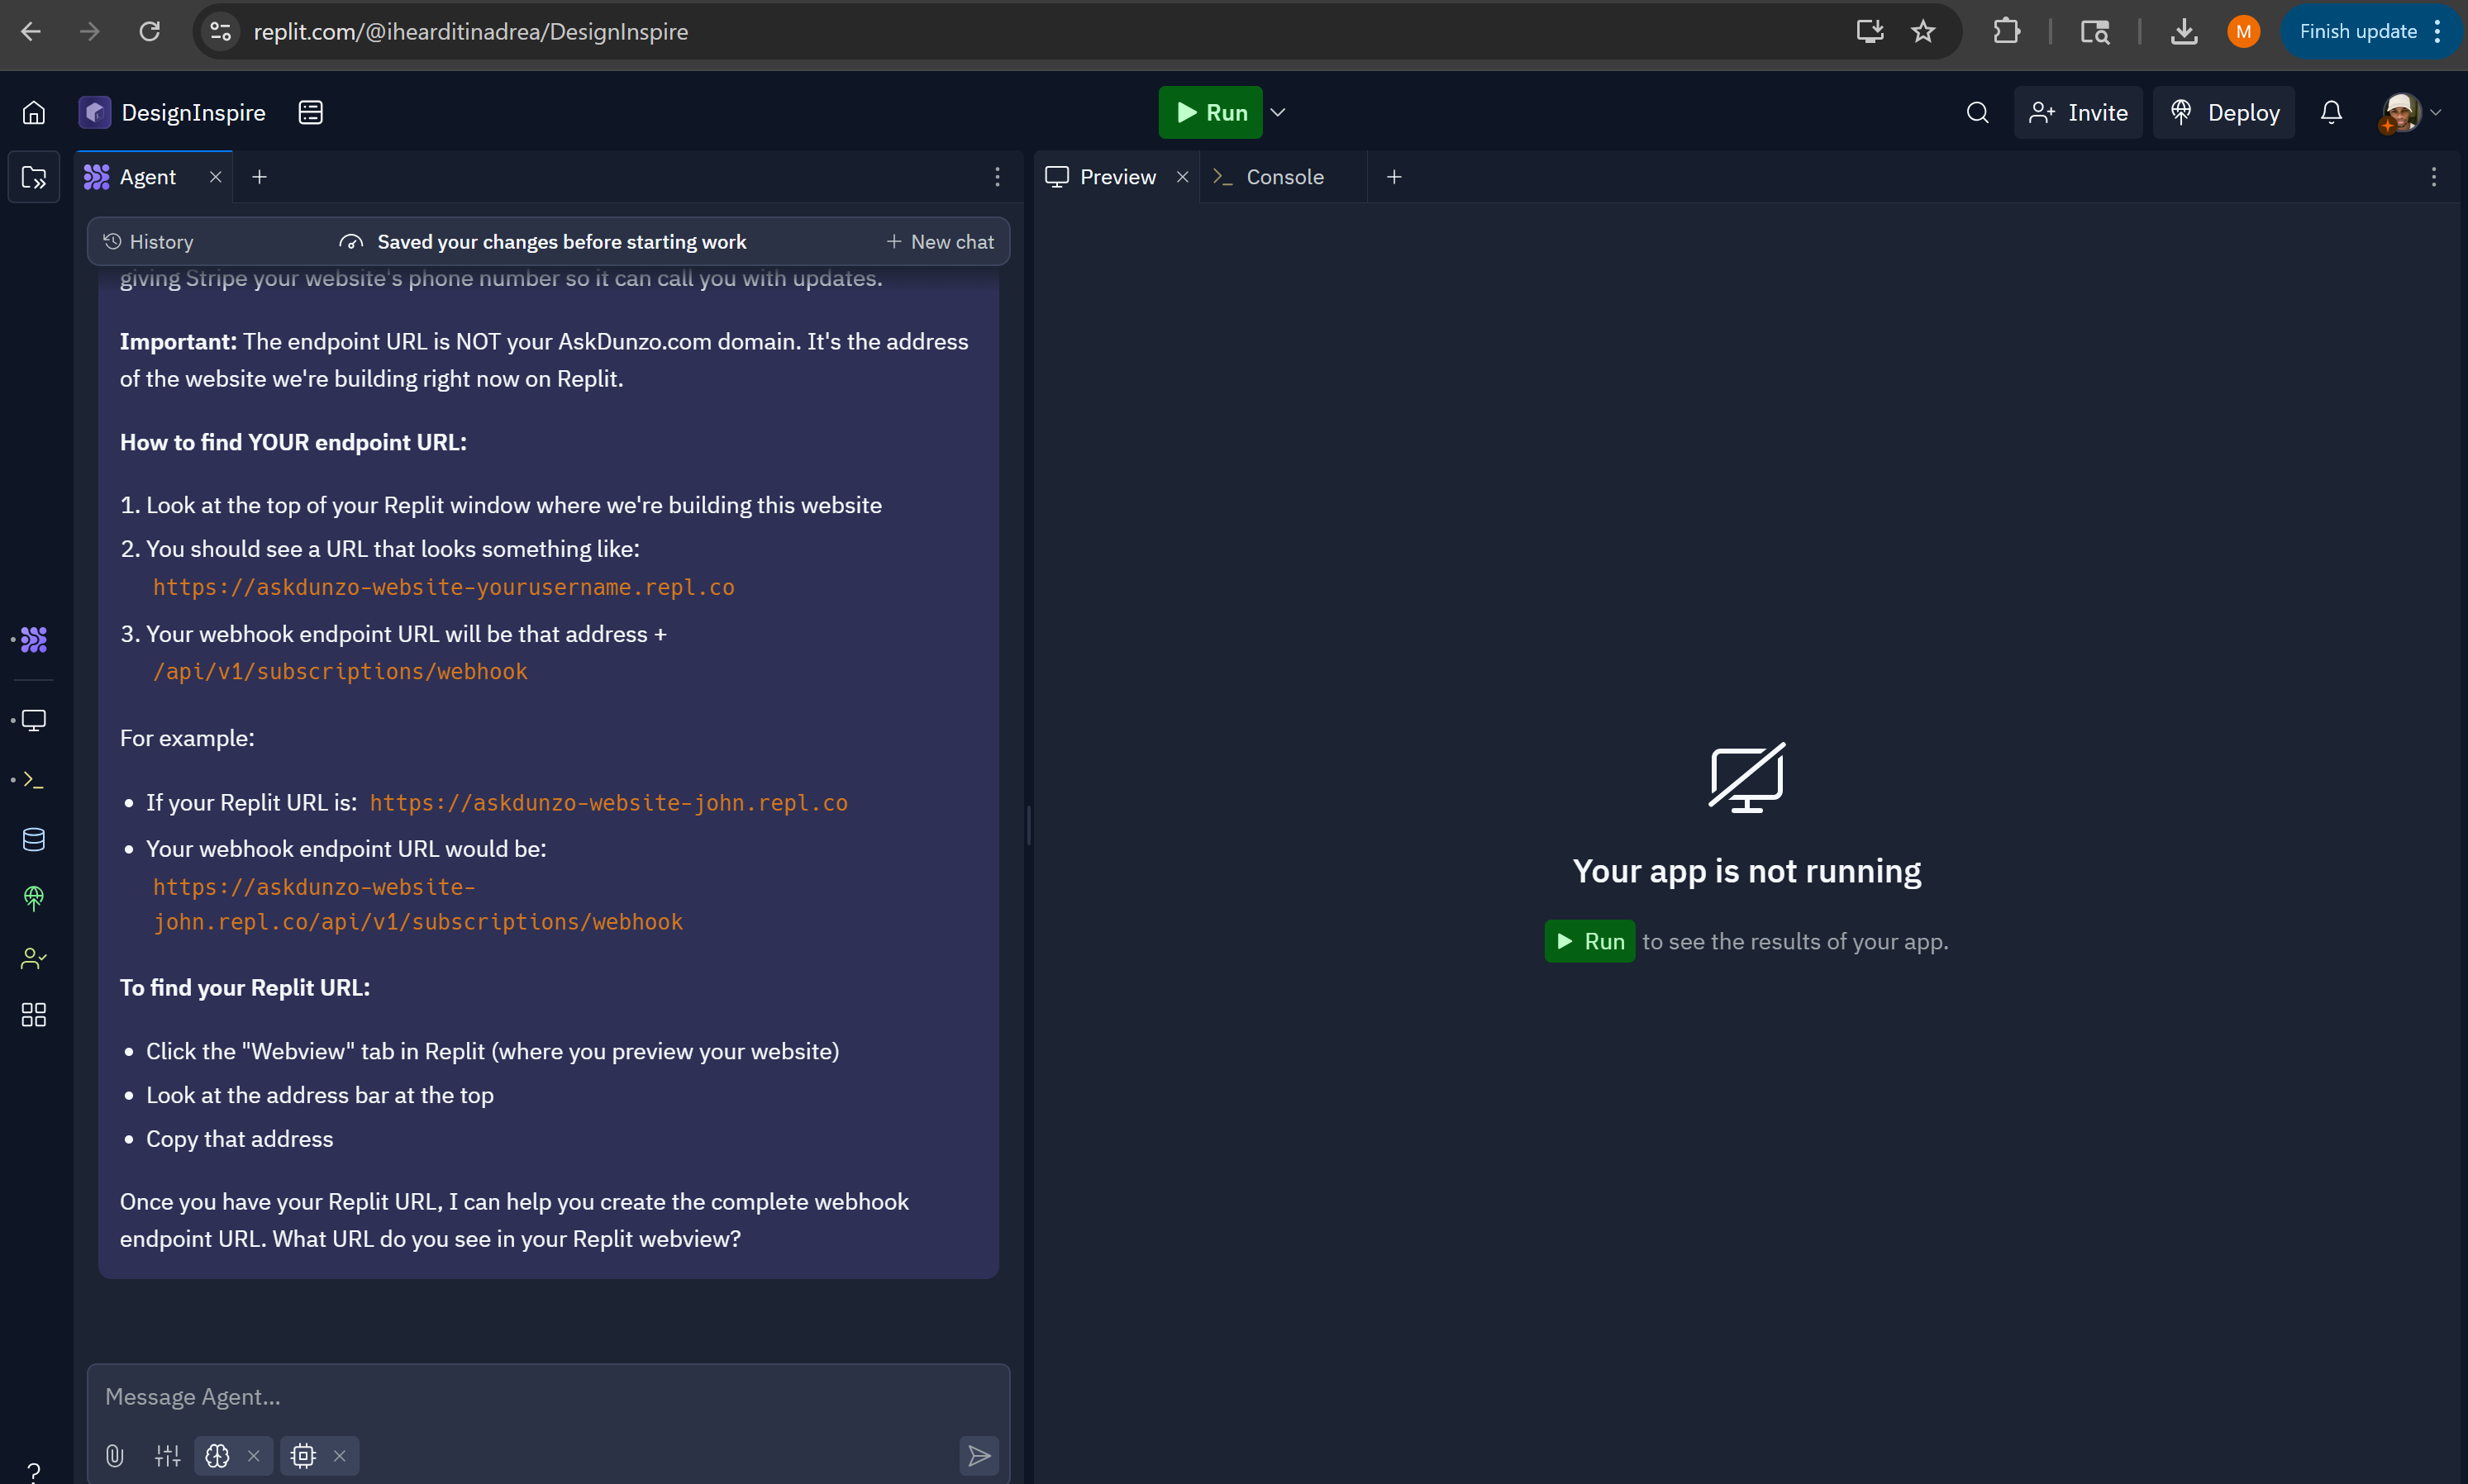 replit.com/@ihearditinadrea/DesignInspire
M
Finish update
DesignInspire
Run
Invite
Deploy
Agent
Preview
Console
History
Saved your changes before starting work
New chat
giving Stripe your website's phone number so it can call you with updates.
Important: The endpoint URL is NOT your AskDunzo.com domain. It's the address
of the website we're building right now on Replit.
How to find YOUR endpoint URL:
1. Look at the top of your Replit window where we're building this website
2. You should see a URL that looks something like:
https://askdunzo-website-yourusername.repl.co
3. Your webhook endpoint URL will be that address +
/api/v1/subscriptions/webhook
For example:
• If your Replit URL is: https://askdunzo-website-john.repl.co
• Your webhook endpoint URL would be:
https://askdunzo-website-
john.repl.co/api/v1/subscriptions/webhook
To find your Replit URL:
• Click the "Webview" tab in Replit (where you preview your website)
• Look at the address bar at the top
• Copy that address
Once you have your Replit URL, I can help you create the complete webhook
endpoint URL. What URL do you see in your Replit webview?
Message Agent...
?
Your app is not running
Run to see the results of your app.